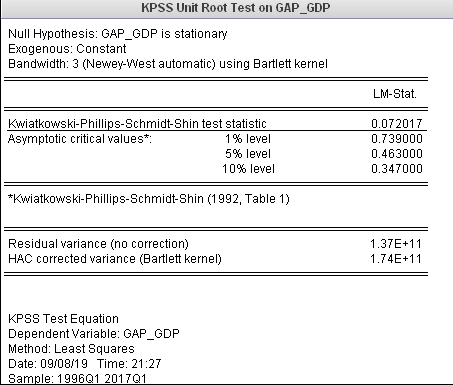 KPSS Unit Root Test on GAP_GDP
Null Hypothesis: GAP_GDP is stationary
Exogenous: Constant
Bandwidth: 3 (Newey-West automatic) using Bartlett kernel
LM-Stat.
Kwiatkowski-Phillips-Schmidt-Shin test statistic 0.072017
Asymptotic critical values*: 1% level 0.739000
5% level 0.463000
10% level 0.347000
*Kwiatkowski-Phillips-Schmidt-Shin (1992, Table 1)
Residual variance (no correction) 1.37E+11
HAC corrected variance (Bartlett kernel) 1.74E+11
KPSS Test Equation
Dependent Variable: GAP_GDP
Method: Least Squares
Date: 09/08/19 Time: 21:27
Sample: 1996Q1 2017Q1